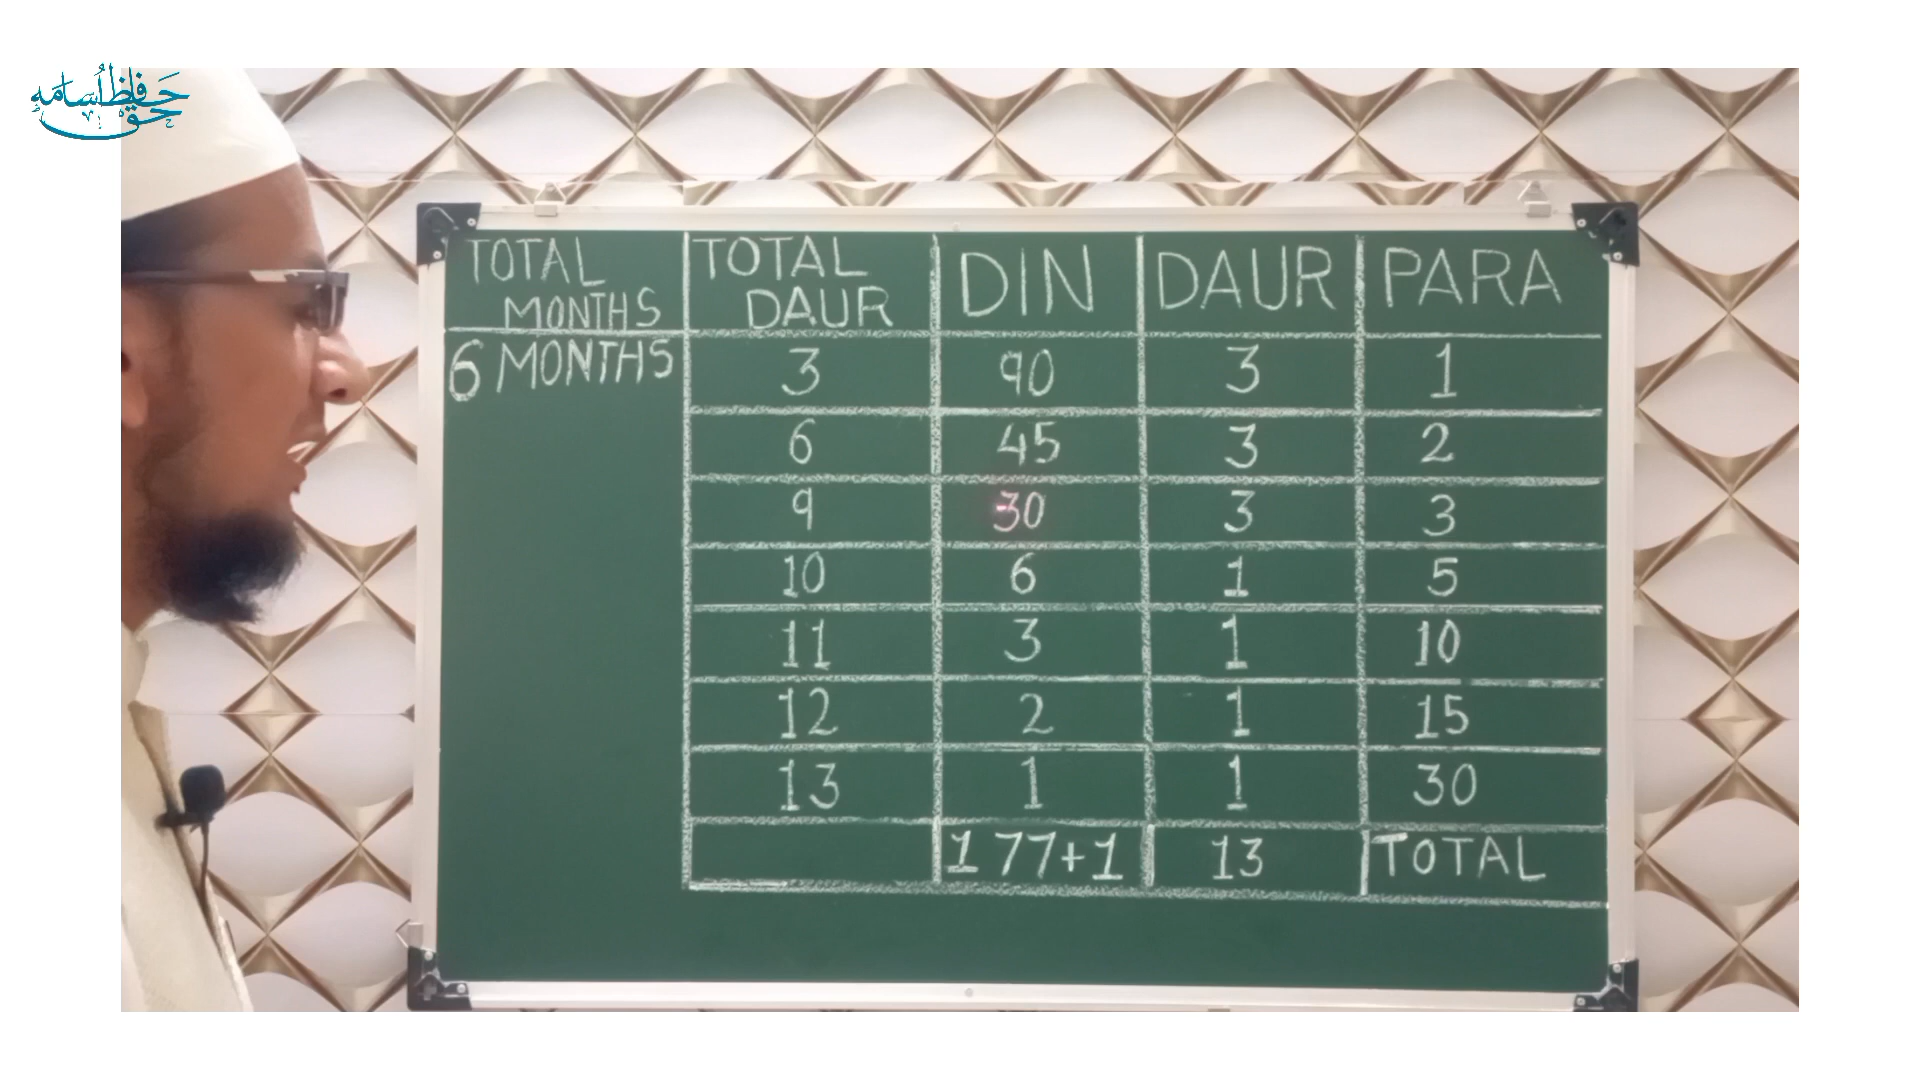 حافظ اُسامہ حق
TOTAL MONTHS TOTAL DAUR DIN DAUR PARA
6 MONTHS 3 90 3 1
6 45 3 2
9 30 3 3
10 6 1 5
11 3 1 10
12 2 1 15
13 1 1 30
177+1 13 TOTAL